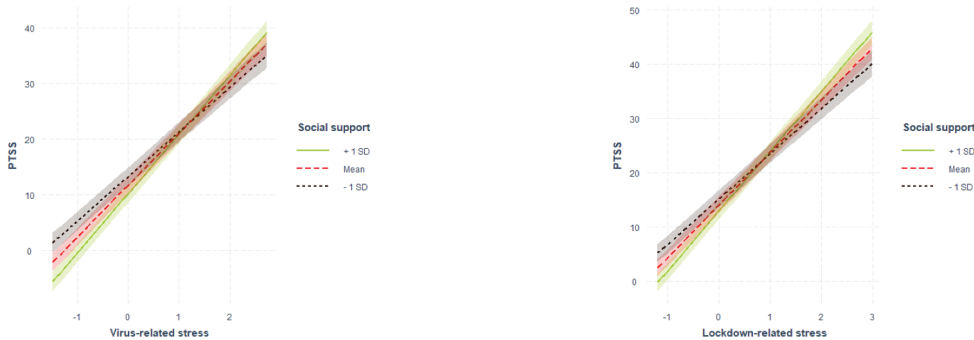 40
30
20
10
0
PTSS
-1 0 1 2
Virus-related stress
Social support
+ 1 SD
Mean
- 1 SD
50
40
30
20
10
0
PTSS
-1 0 1 2 3
Lockdown-related stress
Social support
+ 1 SD
Mean
- 1 SD